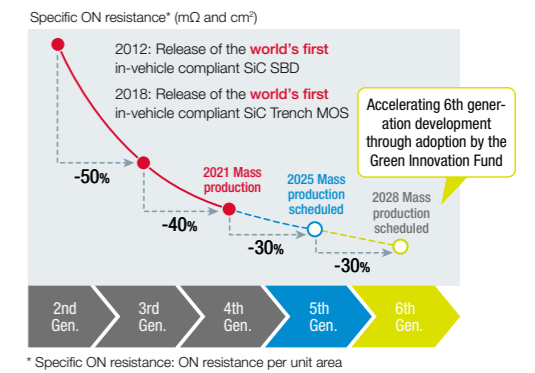 Specific ON resistance* (mΩ and cm²)
2012: Release of the world's first
in-vehicle compliant SiC SBD
2018: Release of the world's first
in-vehicle compliant SiC Trench MOS
Accelerating 6th gener-
ation development
through adoption by the
Green Innovation Fund
-50%
2021 Mass
production
-40%
2025 Mass
production
scheduled
-30%
2028 Mass
production
scheduled
-30%
2nd
Gen.
3rd
Gen.
4th
Gen.
5th
Gen.
6th
Gen.
* Specific ON resistance: ON resistance per unit area